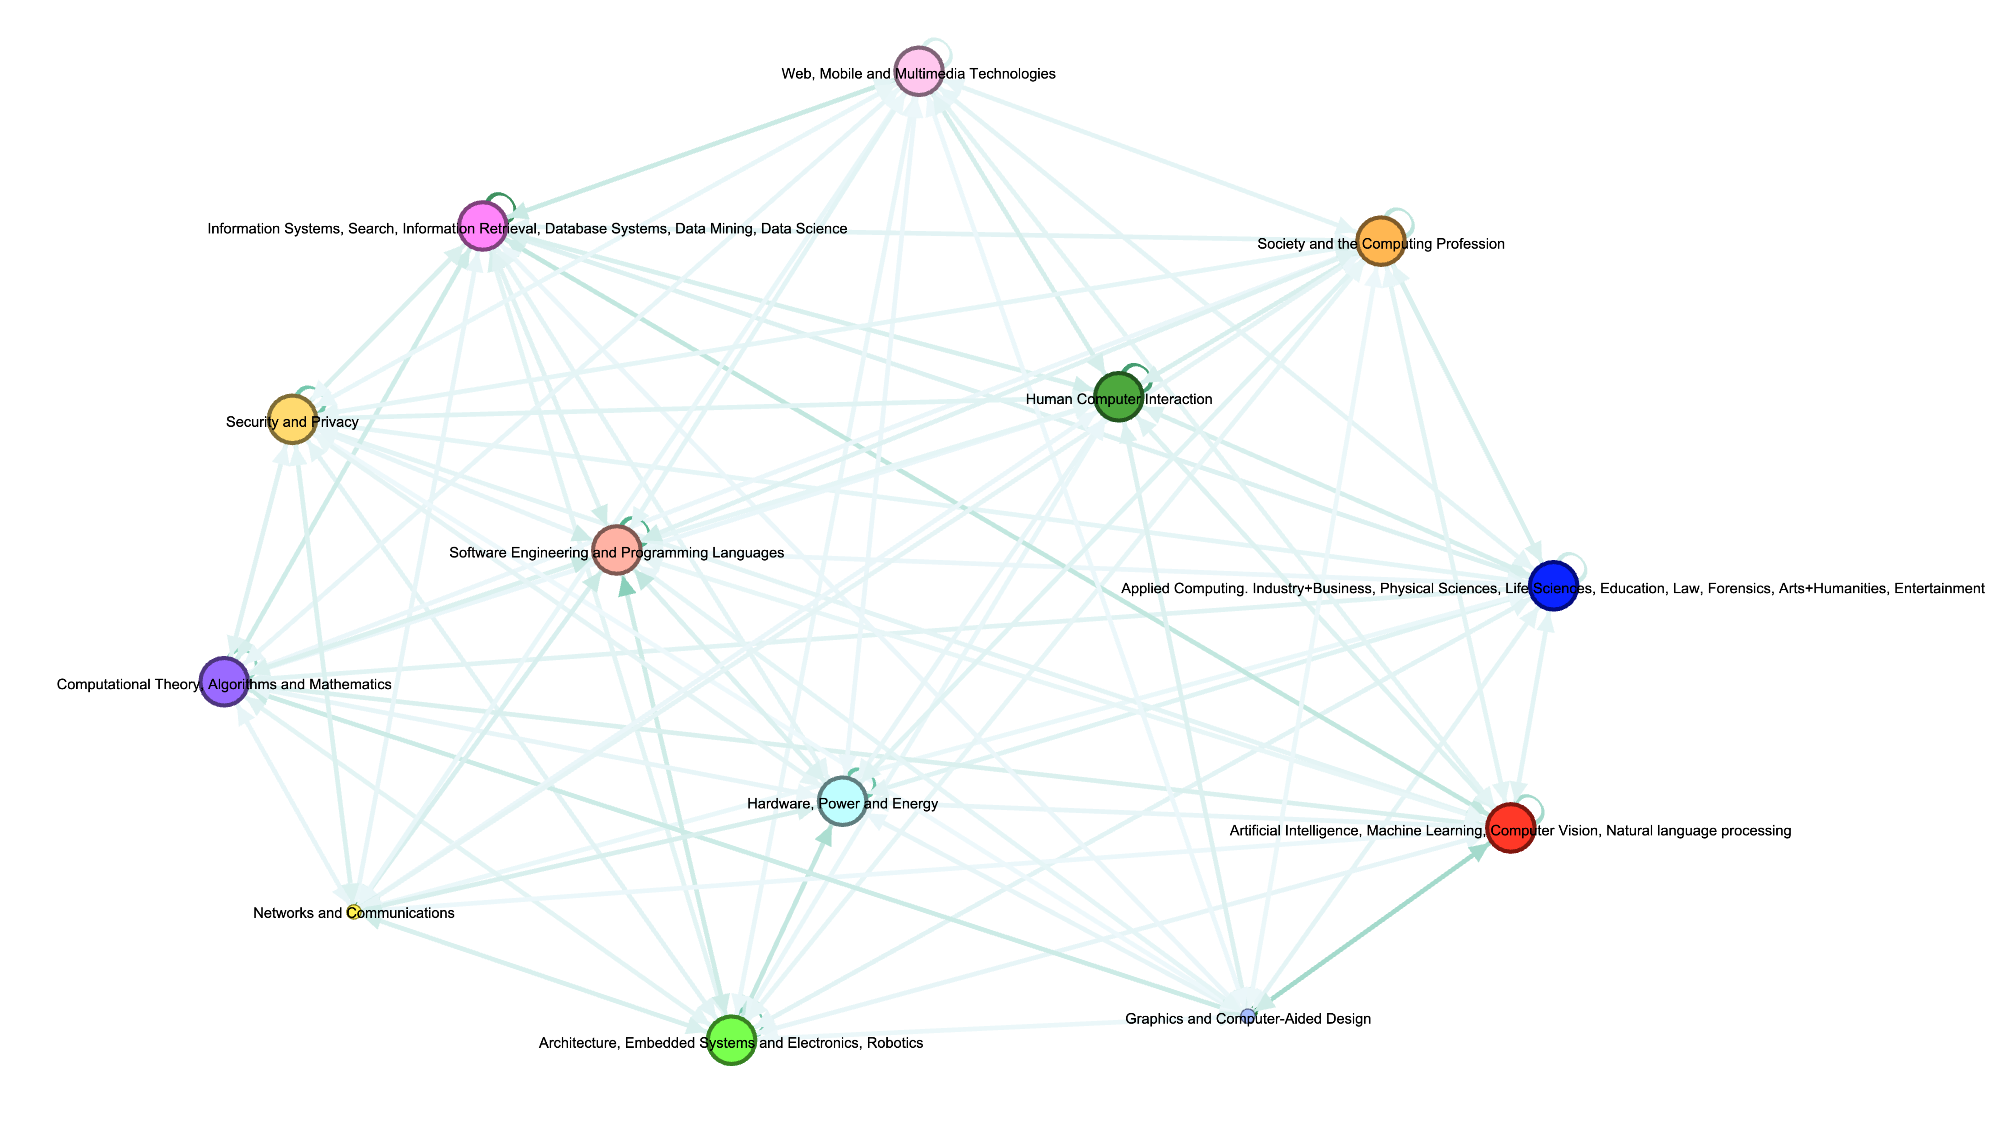 Web, Mobile and Multimedia Technologies
Information Systems, Search, Information Retrieval, Database Systems, Data Mining, Data Science
Society and the Computing Profession
Human Computer Interaction
Security and Privacy
Software Engineering and Programming Languages
Applied Computing. Industry+Business, Physical Sciences, Life Sciences, Education, Law, Forensics, Arts+Humanities, Entertainment
Computational Theory, Algorithms and Mathematics
Hardware, Power and Energy
Artificial Intelligence, Machine Learning, Computer Vision, Natural language processing
Networks and Communications
Graphics and Computer-Aided Design
Architecture, Embedded Systems and Electronics, Robotics